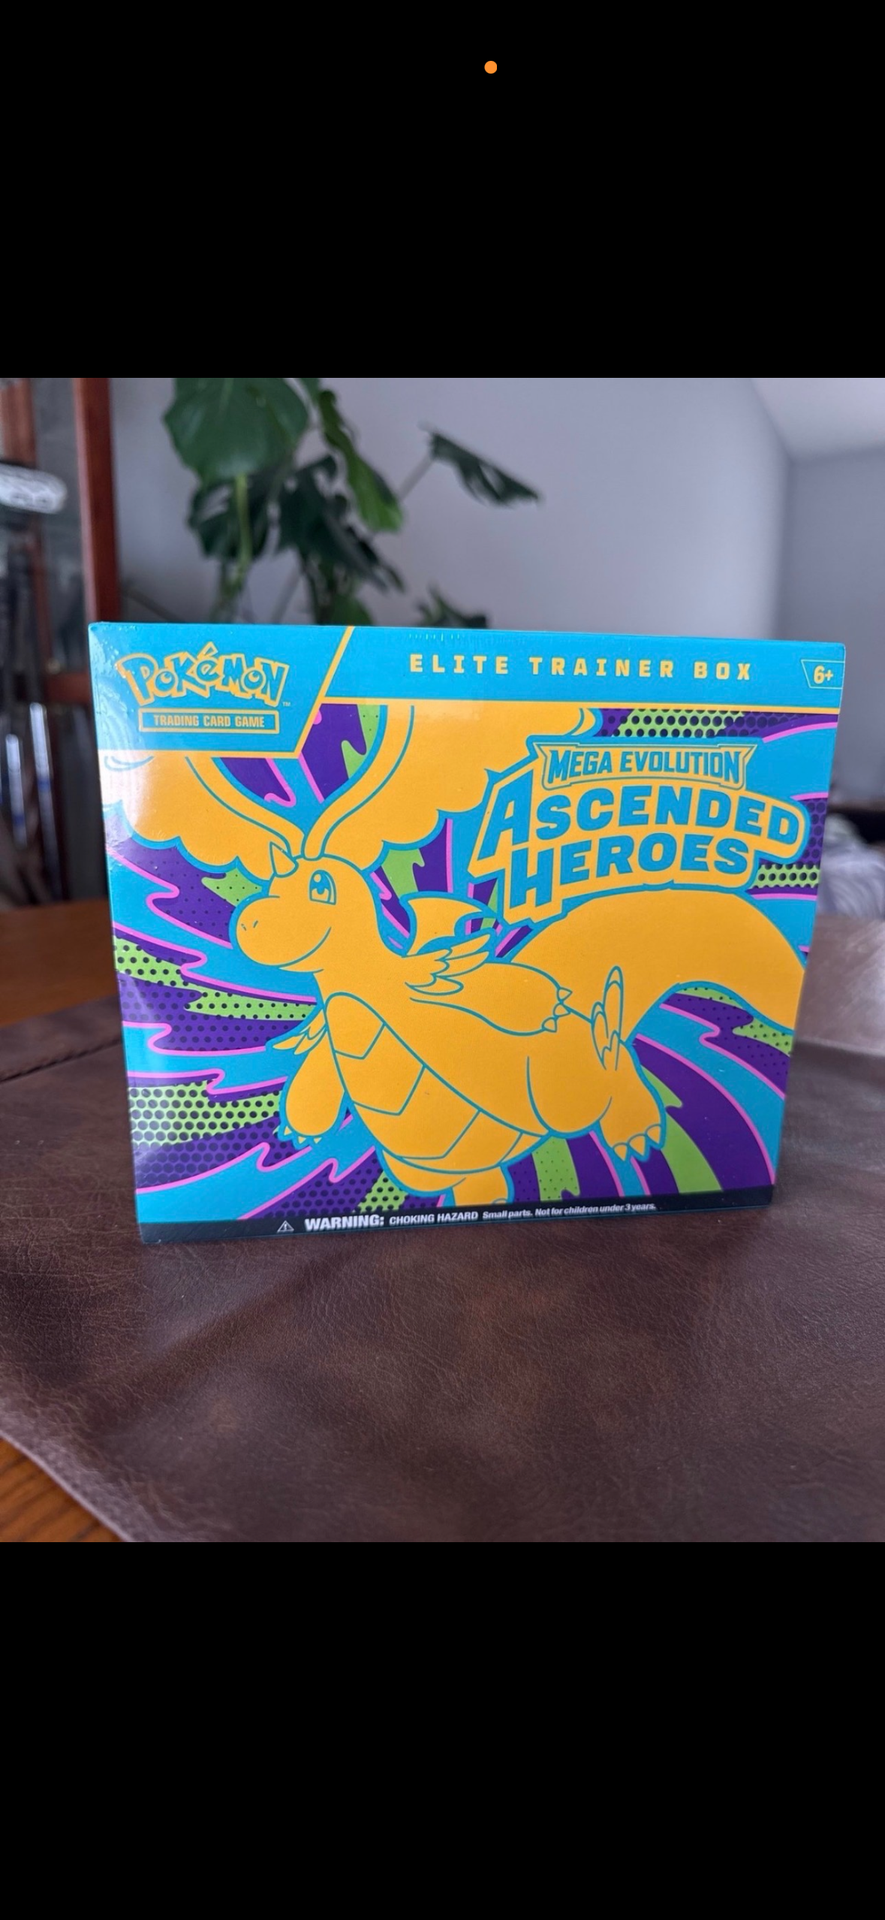 POKéMON
TRADING CARD GAME
ELITE TRAINER BOX
6+
MEGA EVOLUTION
ASCENDED
HEROES
⚠ WARNING: CHOKING HAZARD Small parts. Not for children under 3 years.